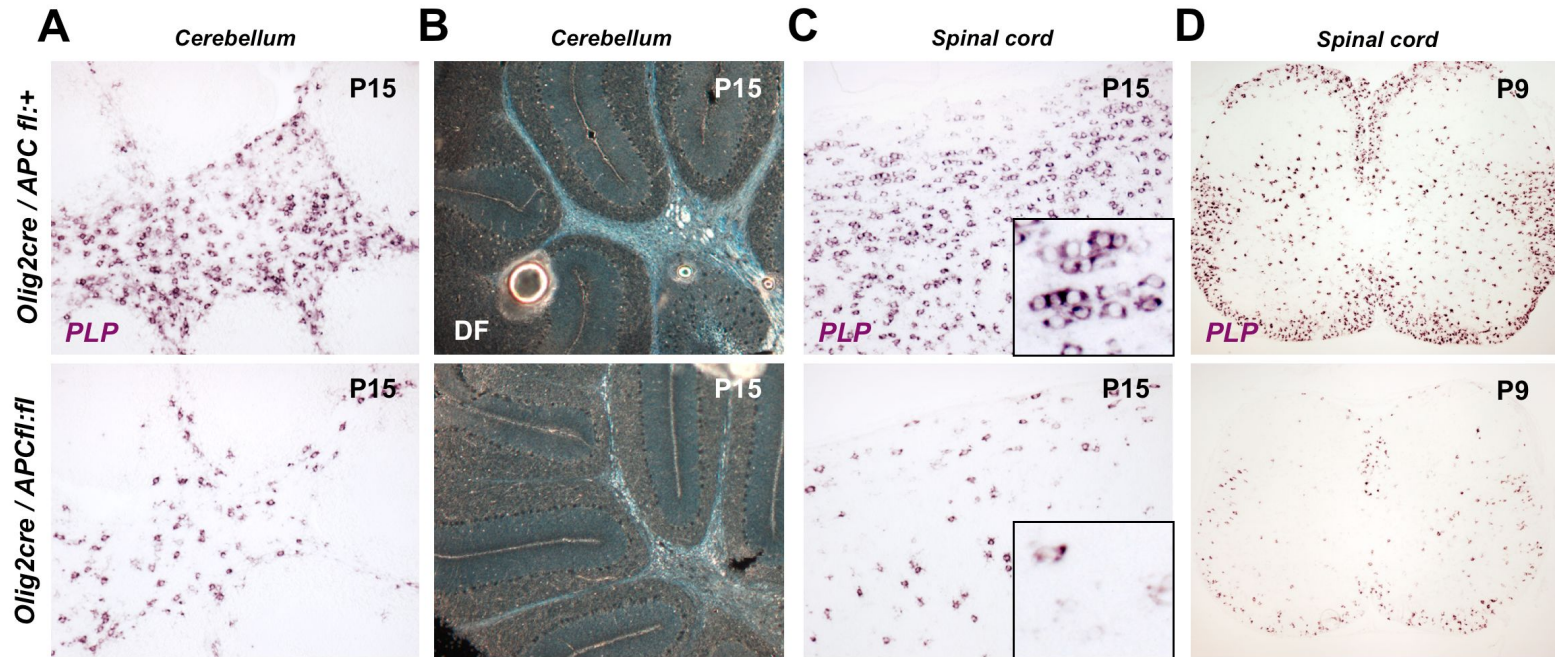 A
B
C
D
Cerebellum
Cerebellum
Spinal cord
Spinal cord
Olig2cre / APC fl:+
P15
PLP
P15
DF
P15
PLP
P9
PLP
Olig2cre / APCfl:fl
P15
P15
P15
P9